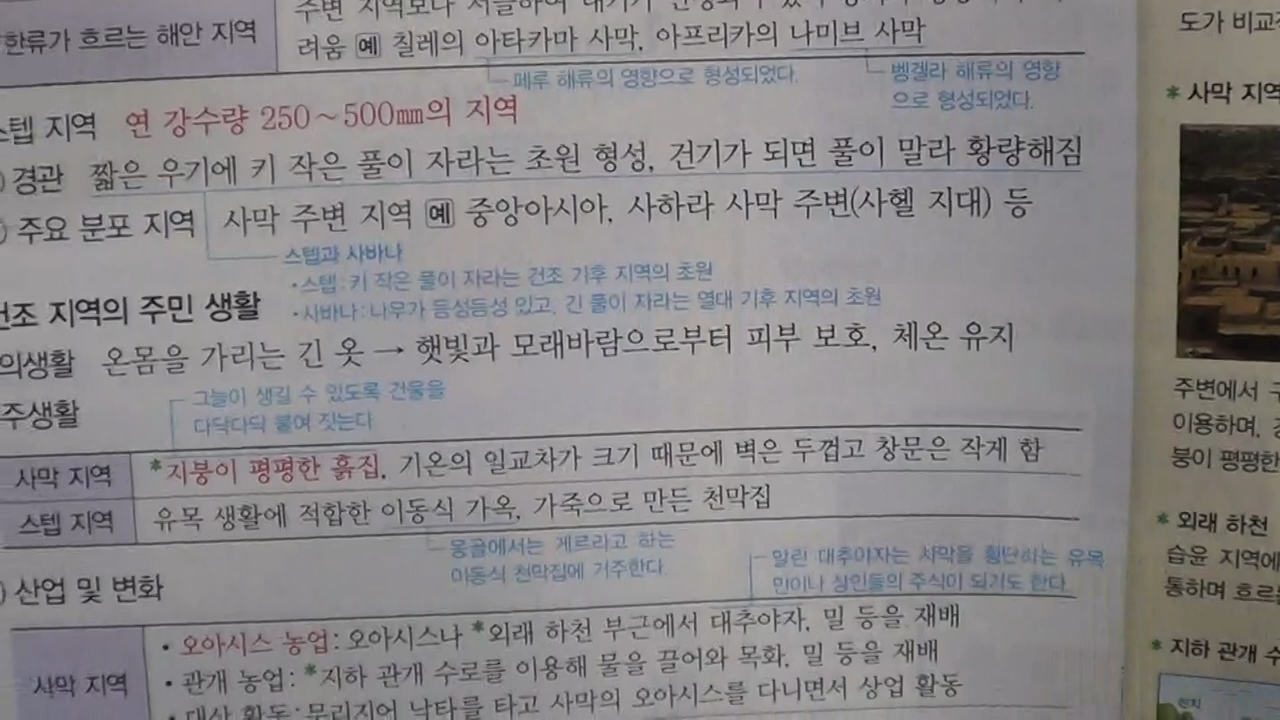 한류가 흐르는 해안 지역
주변 지역보다 서늘하여 대기가
려움 예 칠레의 아타카마 사막, 아프리카의 나미브 사막
페루 해류의 영향으로 형성되었다.
벵겔라 해류의 영향
으로 형성되었다.
스텝 지역 연 강수량 250~500㎜의 지역
경관 짧은 우기에 키 작은 풀이 자라는 초원 형성, 건기가 되면 풀이 말라 황량해짐
주요 분포 지역 사막 주변 지역 예 중앙아시아, 사하라 사막 주변(사헬 지대) 등
스텝과 사바나
• 스텝: 키 작은 풀이 자라는 건조 기후 지역의 초원
• 사바나: 나무가 듬성듬성 있고, 긴 풀이 자라는 열대 기후 지역의 초원
건조 지역의 주민 생활
의생활 온몸을 가리는 긴 옷 → 햇빛과 모래바람으로부터 피부 보호, 체온 유지
주생활
그늘이 생길 수 있도록 건물을
다닥다닥 붙여 짓는다
사막 지역 *지붕이 평평한 흙집, 기온의 일교차가 크기 때문에 벽은 두껍고 창문은 작게 함
스텝 지역 유목 생활에 적합한 이동식 가옥, 가죽으로 만든 천막집
몽골에서는 게르라고 하는
이동식 천막집에 거주한다.
말린 대추야자는 사막을 횡단하는 유목
민이나 상인들의 주식이 되기도 한다.
산업 및 변화
사막 지역
• 오아시스 농업: 오아시스나 *외래 하천 부근에서 대추야자, 밀 등을 재배
• 관개 농업: *지하 관개 수로를 이용해 물을 끌어와 목화, 밀 등을 재배
• 대상 활동: 무리지어 낙타를 타고 사막의 오아시스를 다니면서 상업 활동
도가 비교
* 사막 지역
주변에서
이용하며,
붕이 평평한
* 외래 하천
습윤 지역에
통하며 흐르는
* 지하 관개 수